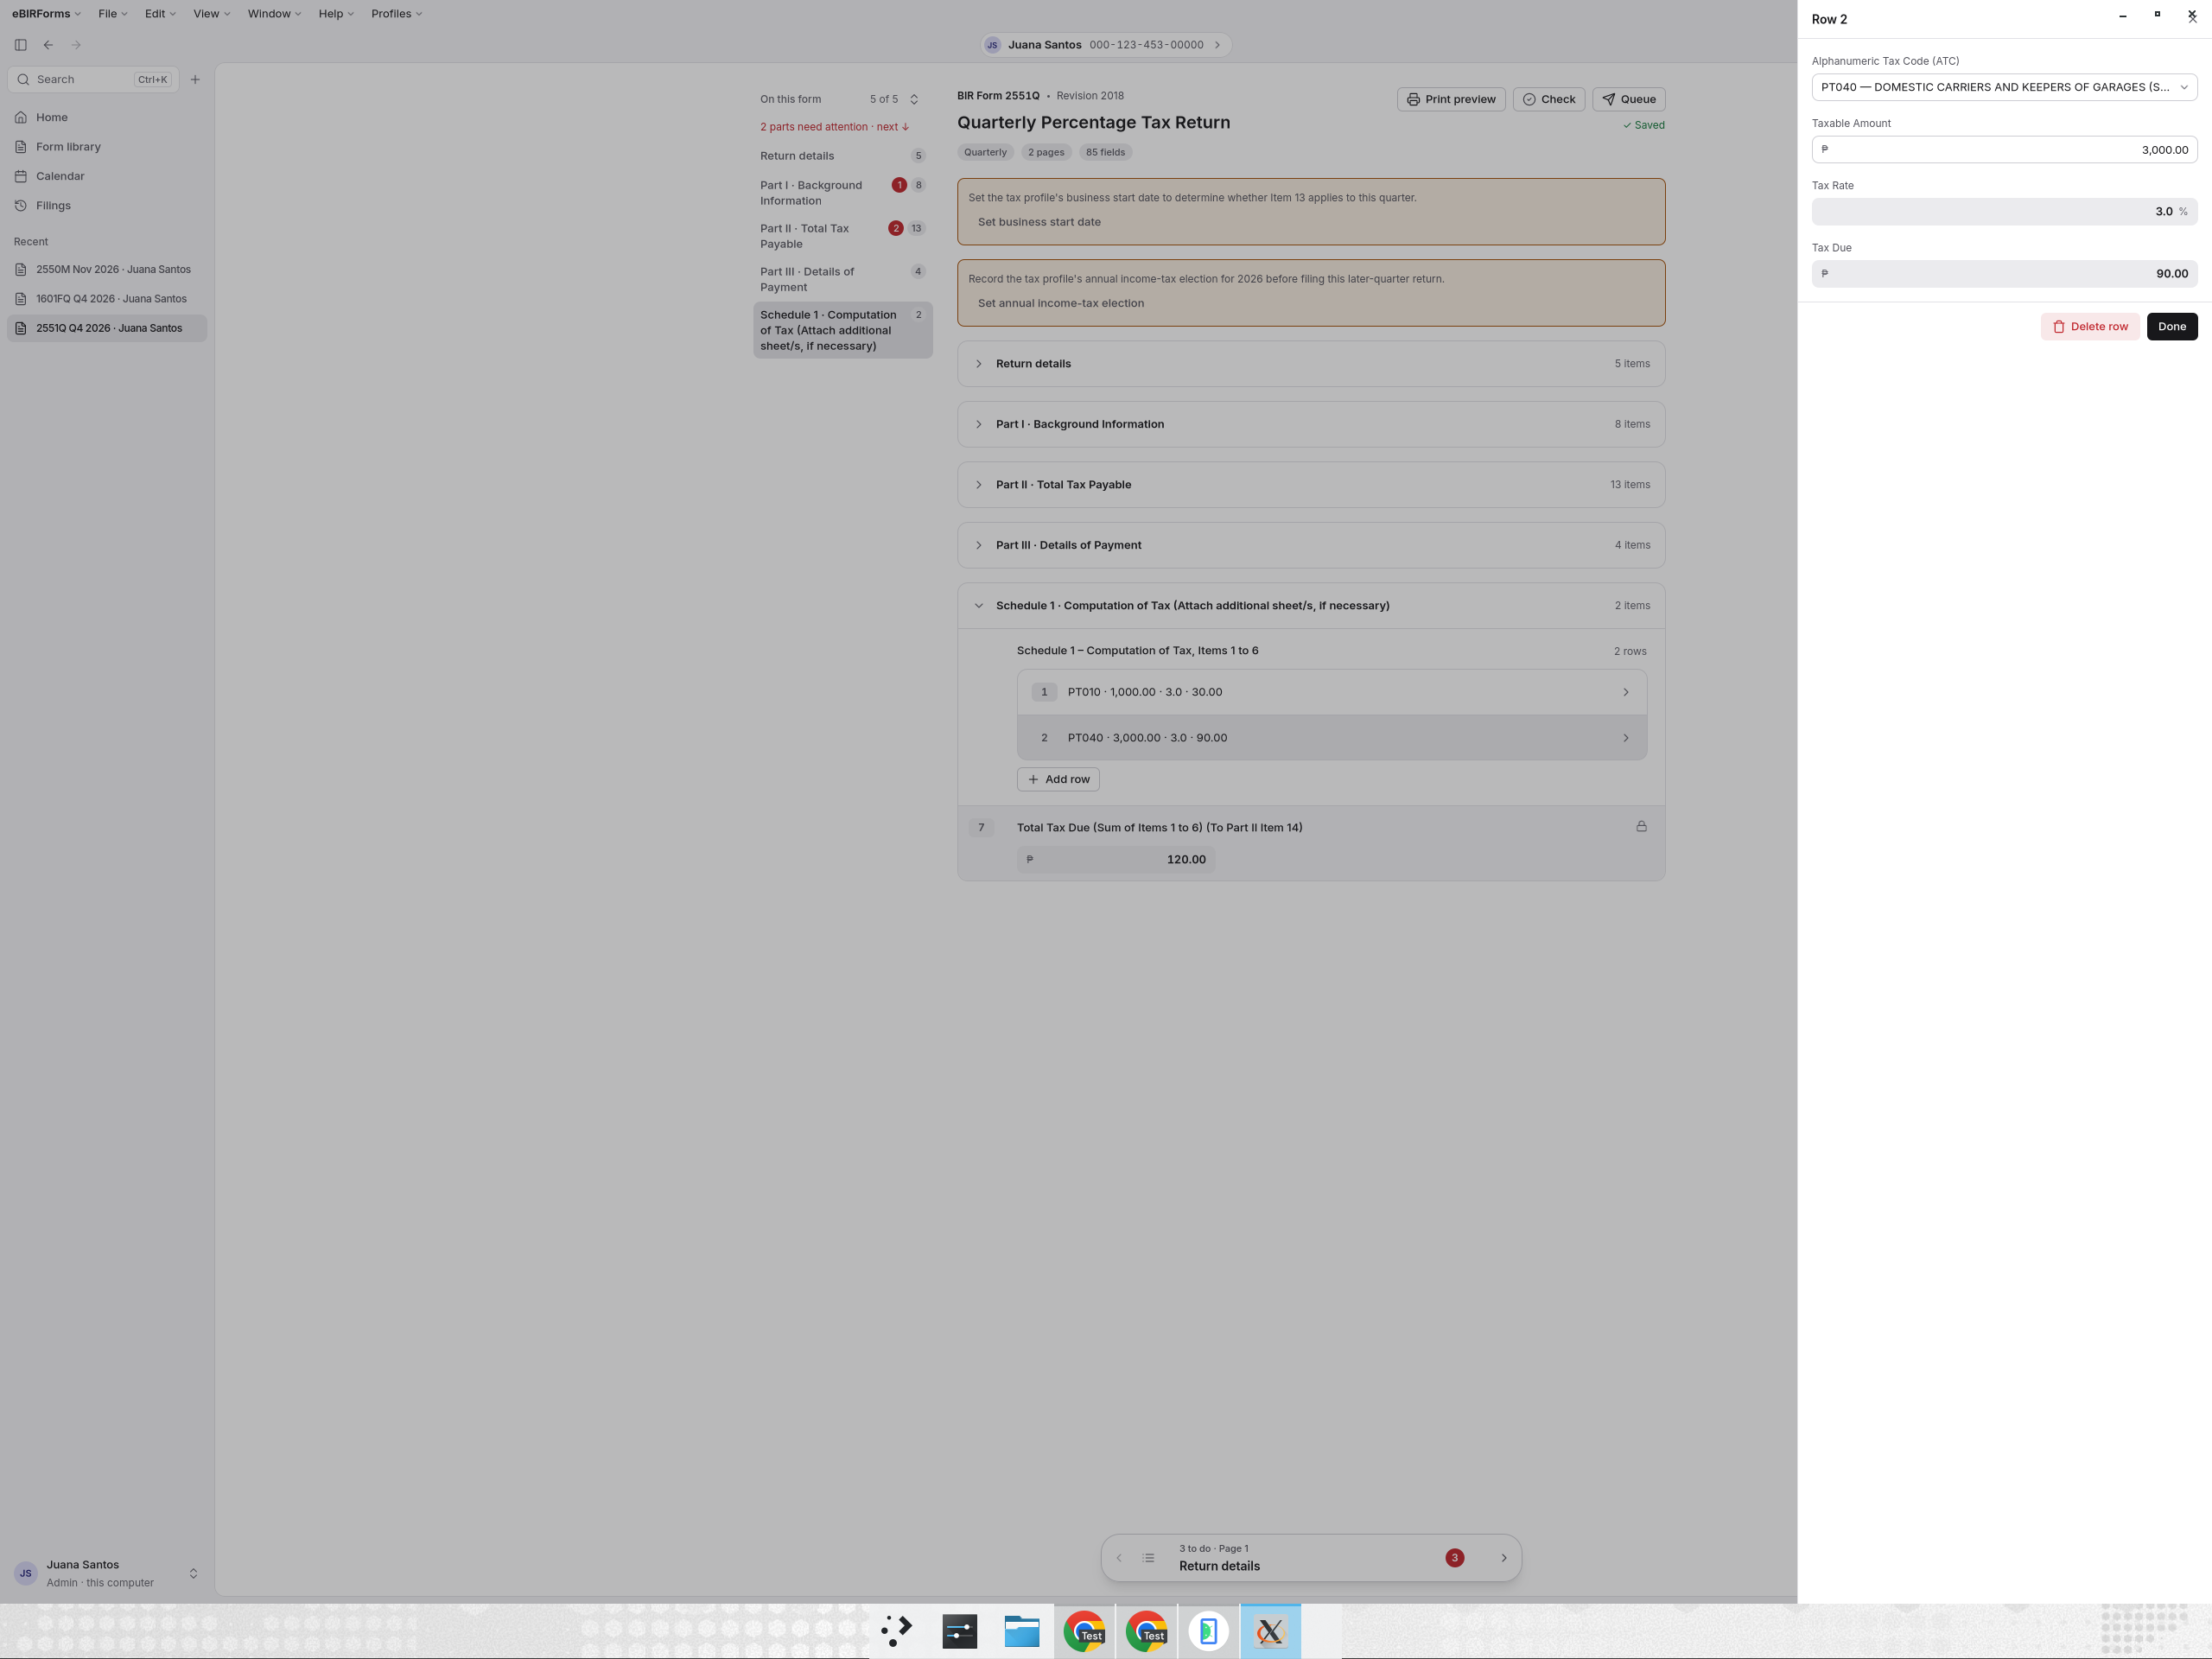 eBIRForms File Edit View Window Help Profiles
JS Juana Santos 000-123-453-00000
Search Ctrl+K
Home
Form library
Calendar
Filings
Recent
2550M Nov 2026 · Juana Santos
1601FQ Q4 2026 · Juana Santos
2551Q Q4 2026 · Juana Santos
JS
Juana Santos
Admin · this computer
On this form 5 of 5
2 parts need attention · next ↓
Return details 5
Part I · Background 1 8
Information
Part II · Total Tax 2 13
Payable
Part III · Details of 4
Payment
Schedule 1 · Computation 2
of Tax (Attach additional
sheet/s, if necessary)
BIR Form 2551Q • Revision 2018
Quarterly Percentage Tax Return
Quarterly 2 pages 85 fields
Print preview Check Queue
✓ Saved
Set the tax profile's business start date to determine whether Item 13 applies to this quarter.
Set business start date
Record the tax profile's annual income-tax election for 2026 before filing this later-quarter return.
Set annual income-tax election
Return details 5 items
Part I · Background Information 8 items
Part II · Total Tax Payable 13 items
Part III · Details of Payment 4 items
Schedule 1 · Computation of Tax (Attach additional sheet/s, if necessary) 2 items
Schedule 1 – Computation of Tax, Items 1 to 6 2 rows
1 PT010 · 1,000.00 · 3.0 · 30.00
2 PT040 · 3,000.00 · 3.0 · 90.00
+ Add row
7 Total Tax Due (Sum of Items 1 to 6) (To Part II Item 14)
₱ 120.00
3 to do · Page 1
Return details
3
Row 2
Alphanumeric Tax Code (ATC)
PT040 — DOMESTIC CARRIERS AND KEEPERS OF GARAGES (S...
Taxable Amount
₱ 3,000.00
Tax Rate
3.0 %
Tax Due
₱ 90.00
Delete row Done
Test Test